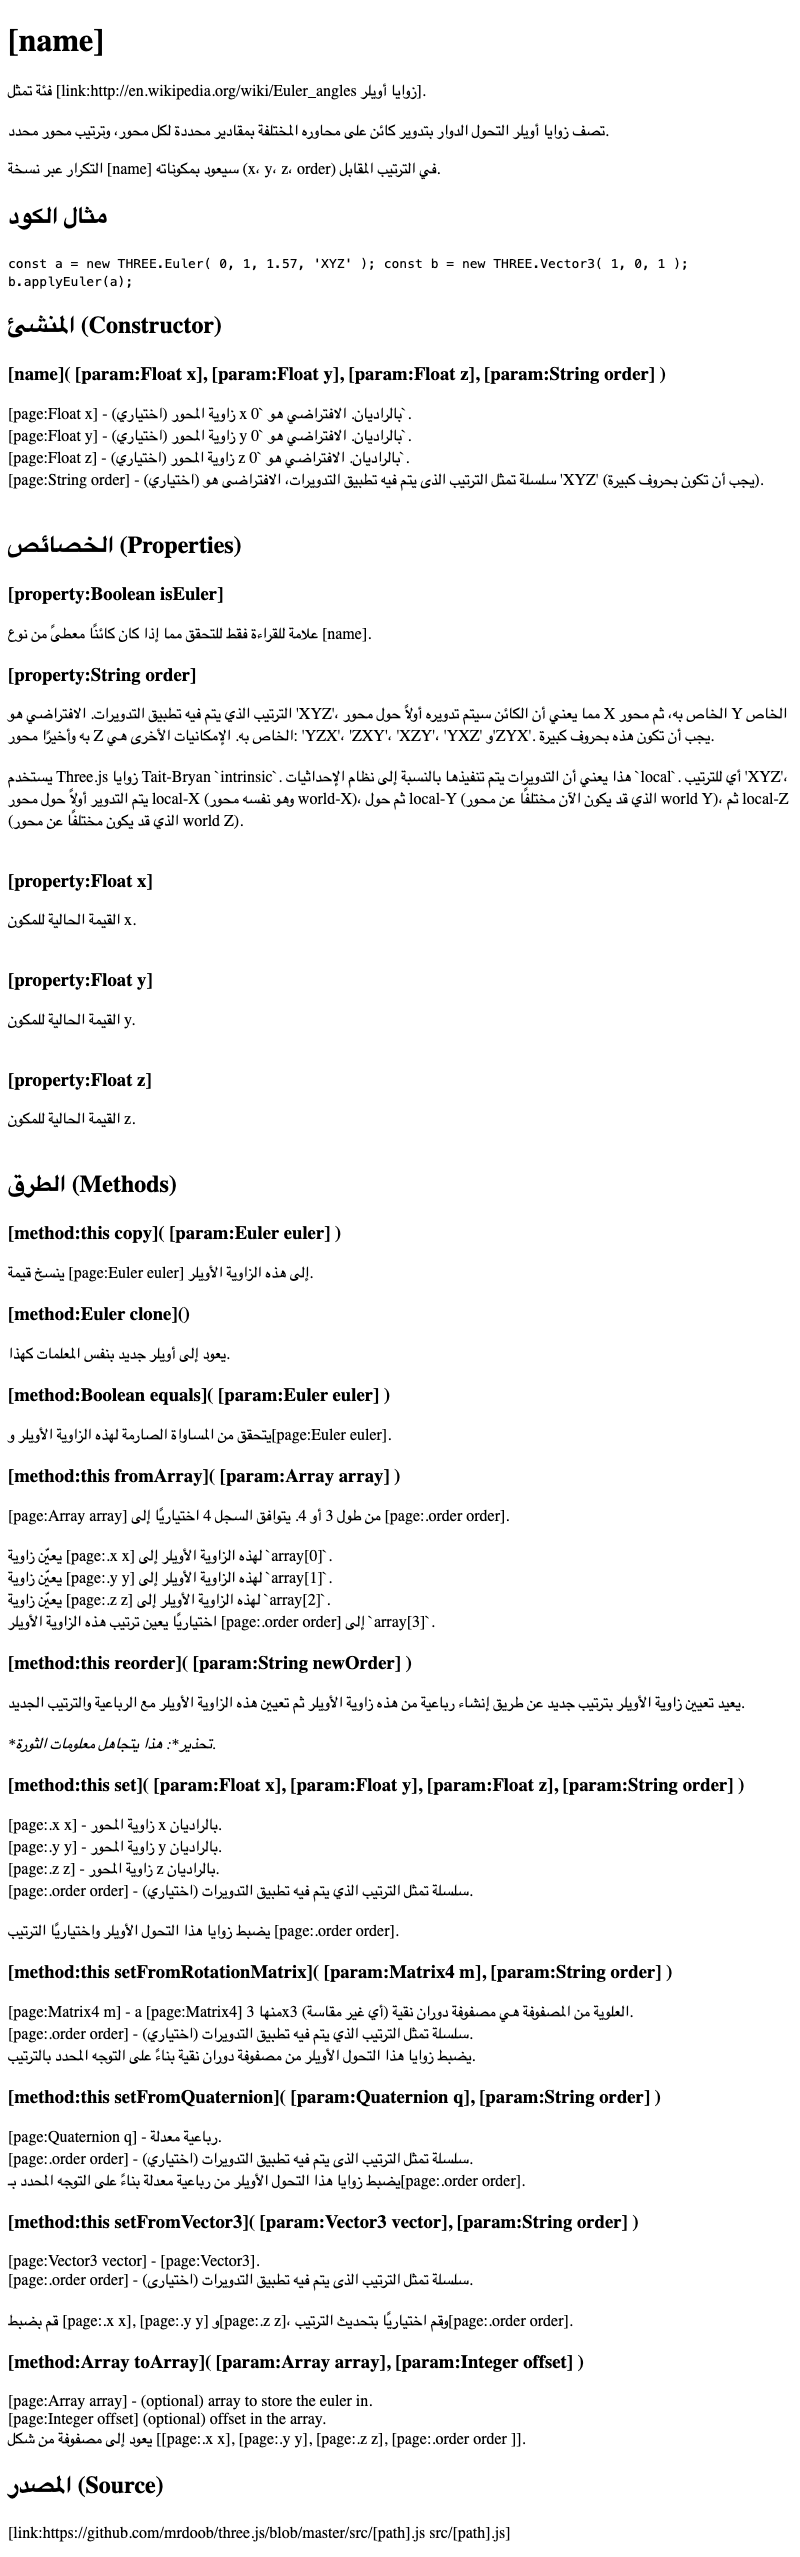 [name]
فئة تمثل [link:http://en.wikipedia.org/wiki/Euler_angles زوايا أويلر].
تصف زوايا أويلر التحول الدوار بتدوير كائن على محاوره المختلفة بمقادير محددة لكل محور، وترتيب محور محدد.
التكرار عبر نسخة [name] سيعود بمكوناته (x، y، z، order) في الترتيب المقابل.
مثال الكود
const a = new THREE.Euler( 0, 1, 1.57, 'XYZ' ); const b = new THREE.Vector3( 1, 0, 1 );
b.applyEuler(a);
المنشئ (Constructor)
[name]( [param:Float x], [param:Float y], [param:Float z], [param:String order] )
[page:Float x] - (اختياري) زاوية المحور x بالراديان. الافتراضي هو `0`.
[page:Float y] - (اختياري) زاوية المحور y بالراديان. الافتراضي هو `0`.
[page:Float z] - (اختياري) زاوية المحور z بالراديان. الافتراضي هو `0`.
[page:String order] - (اختياري) سلسلة تمثل الترتيب الذي يتم فيه تطبيق التدويرات، الافتراضي هو 'XYZ' (يجب أن تكون بحروف كبيرة).
الخصائص (Properties)
[property:Boolean isEuler]
علامة للقراءة فقط للتحقق مما إذا كان كائنًا معطىً من نوع [name].
[property:String order]
الترتيب الذي يتم فيه تطبيق التدويرات. الافتراضي هو 'XYZ'، مما يعني أن الكائن سيتم تدويره أولاً حول محور X الخاص به، ثم محور Y الخاص
به وأخيرًا محور Z الخاص به. الإمكانيات الأخرى هي: 'YZX'، 'ZXY'، 'XZY'، 'YXZ' و'ZYX'. يجب أن تكون هذه بحروف كبيرة.
يستخدم Three.js زوايا Tait-Bryan `intrinsic`. هذا يعني أن التدويرات يتم تنفيذها بالنسبة إلى نظام الإحداثيات `local`. أي للترتيب 'XYZ'،
يتم التدوير أولاً حول محور local-X (وهو نفسه محور world-X)، ثم حول local-Y (الذي قد يكون الآن مختلفًا عن محور world Y)، ثم local-Z
(الذي قد يكون مختلفًا عن محور world Z).
[property:Float x]
القيمة الحالية للمكون x.
[property:Float y]
القيمة الحالية للمكون y.
[property:Float z]
القيمة الحالية للمكون z.
الطرق (Methods)
[method:this copy]( [param:Euler euler] )
ينسخ قيمة [page:Euler euler] إلى هذه الزاوية الأويلر.
[method:Euler clone]()
يعود إلى أويلر جديد بنفس المعلمات كهذا.
[method:Boolean equals]( [param:Euler euler] )
يتحقق من المساواة الصارمة لهذه الزاوية الأويلر و[page:Euler euler].
[method:this fromArray]( [param:Array array] )
[page:Array array] من طول 3 أو 4. يتوافق السجل 4 اختياريًا إلى [page:.order order].
يعيّن زاوية [page:.x x] لهذه الزاوية الأويلر إلى `array[0]`.
يعيّن زاوية [page:.y y] لهذه الزاوية الأويلر إلى `array[1]`.
يعيّن زاوية [page:.z z] لهذه الزاوية الأويلر إلى `array[2]`.
اختياريًا يعين ترتيب هذه الزاوية الأويلر [page:.order order] إلى `array[3]`.
[method:this reorder]( [param:String newOrder] )
يعيد تعيين زاوية الأويلر بترتيب جديد عن طريق إنشاء رباعية من هذه زاوية الأويلر ثم تعيين هذه الزاوية الأويلر مع الرباعية والترتيب الجديد.
*تحذير*: هذا يتجاهل معلومات الثورة.
[method:this set]( [param:Float x], [param:Float y], [param:Float z], [param:String order] )
[page:.x x] - زاوية المحور x بالراديان.
[page:.y y] - زاوية المحور y بالراديان.
[page:.z z] - زاوية المحور z بالراديان.
[page:.order order] - (اختياري) سلسلة تمثل الترتيب الذي يتم فيه تطبيق التدويرات.
يضبط زوايا هذا التحول الأويلر واختياريًا الترتيب [page:.order order].
[method:this setFromRotationMatrix]( [param:Matrix4 m], [param:String order] )
[page:Matrix4 m] - a [page:Matrix4] منها 3x3 العلوية من المصفوفة هي مصفوفة دوران نقية (أي غير مقاسة).
[page:.order order] - (اختياري) سلسلة تمثل الترتيب الذي يتم فيه تطبيق التدويرات.
يضبط زوايا هذا التحول الأويلر من مصفوفة دوران نقية بناءً على التوجه المحدد بالترتيب.
[method:this setFromQuaternion]( [param:Quaternion q], [param:String order] )
[page:Quaternion q] - رباعية معدلة.
[page:.order order] - (اختياري) سلسلة تمثل الترتيب الذي يتم فيه تطبيق التدويرات.
يضبط زوايا هذا التحول الأويلر من رباعية معدلة بناءً على التوجه المحدد بـ[page:.order order].
[method:this setFromVector3]( [param:Vector3 vector], [param:String order] )
[page:Vector3 vector] - [page:Vector3].
[page:.order order] - (اختياري) سلسلة تمثل الترتيب الذي يتم فيه تطبيق التدويرات.
قم بضبط [page:.x x], [page:.y y] و[page:.z z]، وقم اختياريًا بتحديث الترتيب[page:.order order].
[method:Array toArray]( [param:Array array], [param:Integer offset] )
[page:Array array] - (optional) array to store the euler in.
[page:Integer offset] (optional) offset in the array.
يعود إلى مصفوفة من شكل [[page:.x x], [page:.y y], [page:.z z], [page:.order order ]].
المصدر (Source)
[link:https://github.com/mrdoob/three.js/blob/master/src/[path].js src/[path].js]